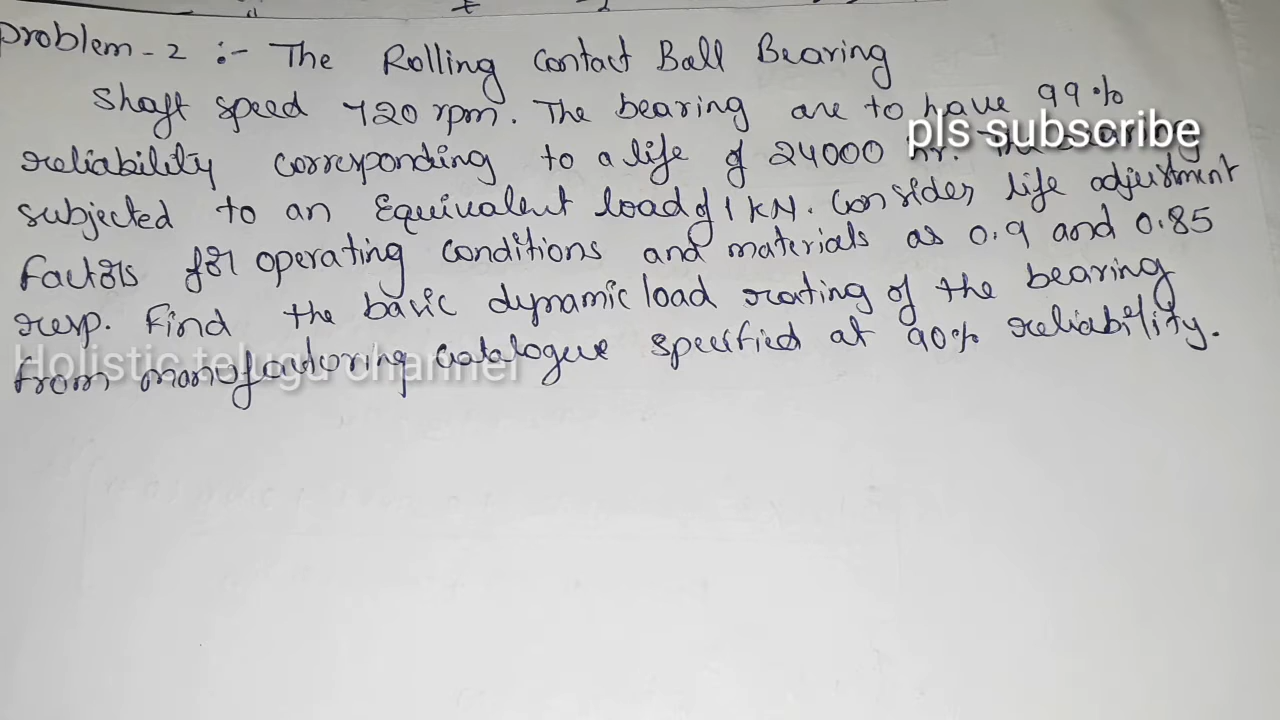 Problem-2 :- The Rolling Contact Ball Bearing
Shaft speed 720 rpm. The bearing are to have 99%
pls subscribe
reliability corresponding to a life of 24000 hr. The bearing
subjected to an Equivalent load of 1 KN. Consider life adjustment
Factors for operating conditions and materials as 0.9 and 0.85
resp. Find the basic dynamic load rating of the bearing
Holistic telugu channel
from manufacturing catalogue specified at 90% reliability.